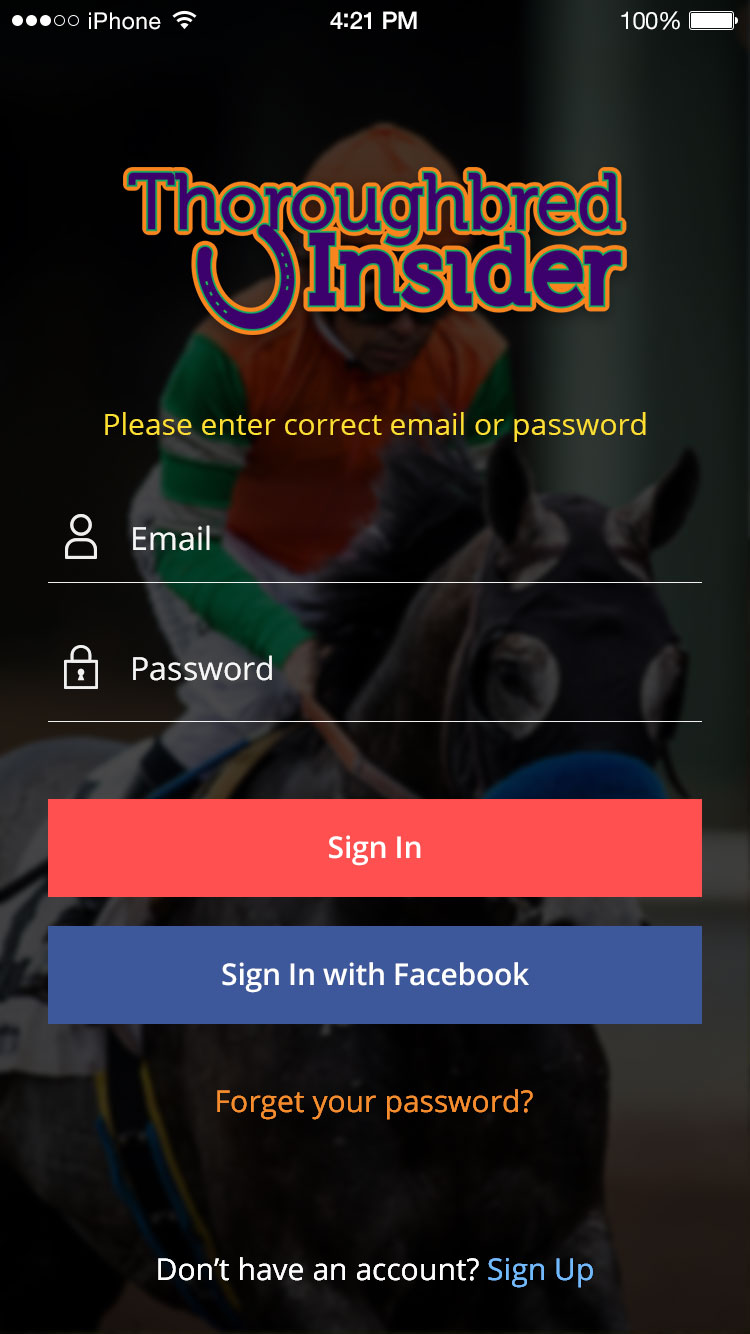 iPhone 4:21 PM 100%
Thoroughbred
Insider
Please enter correct email or password
Email
Password
Sign In
Sign In with Facebook
Forget your password?
Don’t have an account? Sign Up